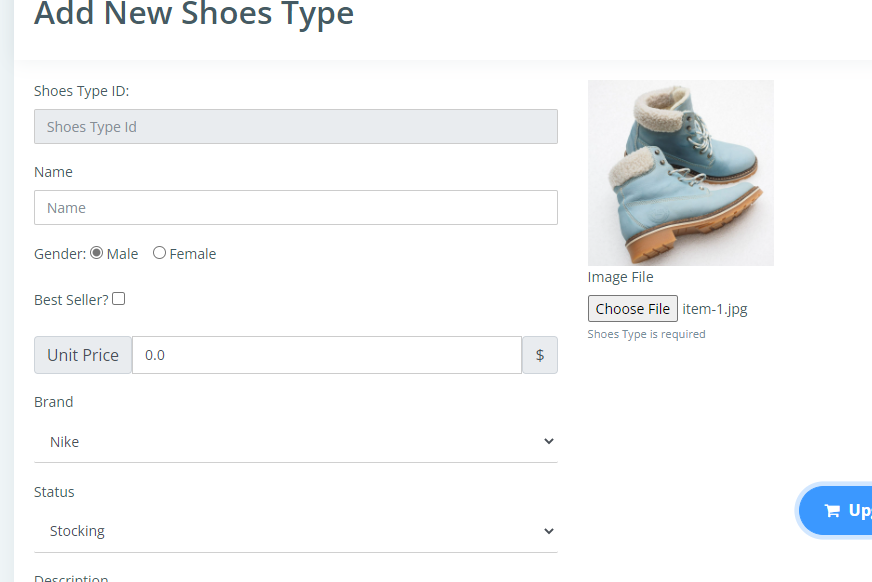 Add New Shoes Type
Shoes Type ID:
Shoes Type Id
Name
Name
Gender: Male Female
Best Seller?
Unit Price 0.0 $
Brand
Nike
Status
Stocking
Description
Image File
Choose File item-1.jpg
Shoes Type is required